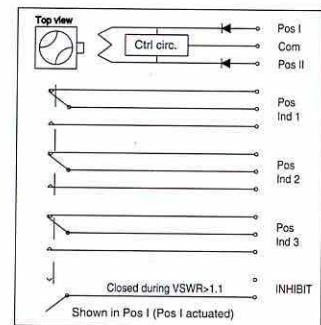 Top view
Pos I
Ctrl circ.
Com
Pos II
Pos
Ind 1
Pos
Ind 2
Pos
Ind 3
Closed during VSWR>1.1
INHIBIT
Shown in Pos I (Pos I actuated)